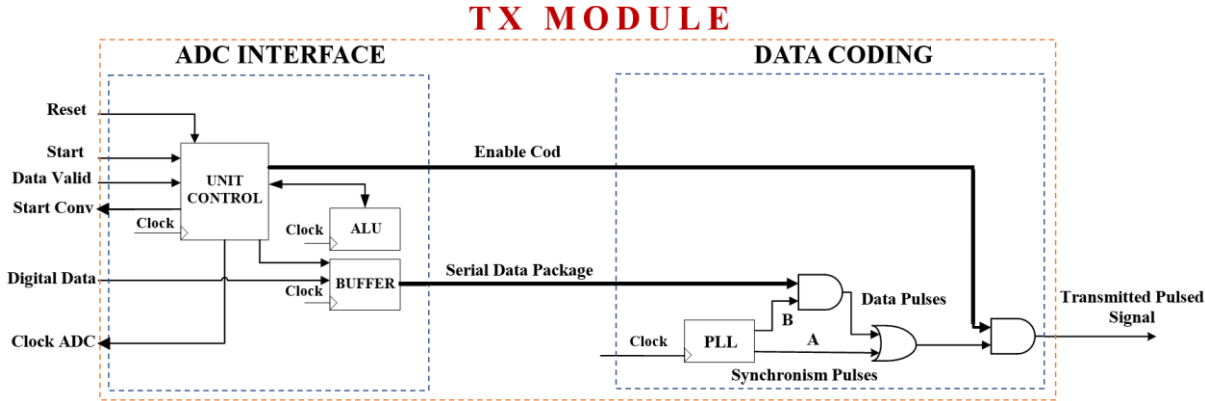 TX MODULE
ADC INTERFACE
DATA CODING
Reset
Start
Data Valid
Start Conv
Digital Data
Clock ADC
UNIT
CONTROL
Clock
Clock
ALU
BUFFER
Clock
Enable Cod
Serial Data Package
Clock
PLL
B
A
Data Pulses
Synchronism Pulses
Transmitted Pulsed
Signal